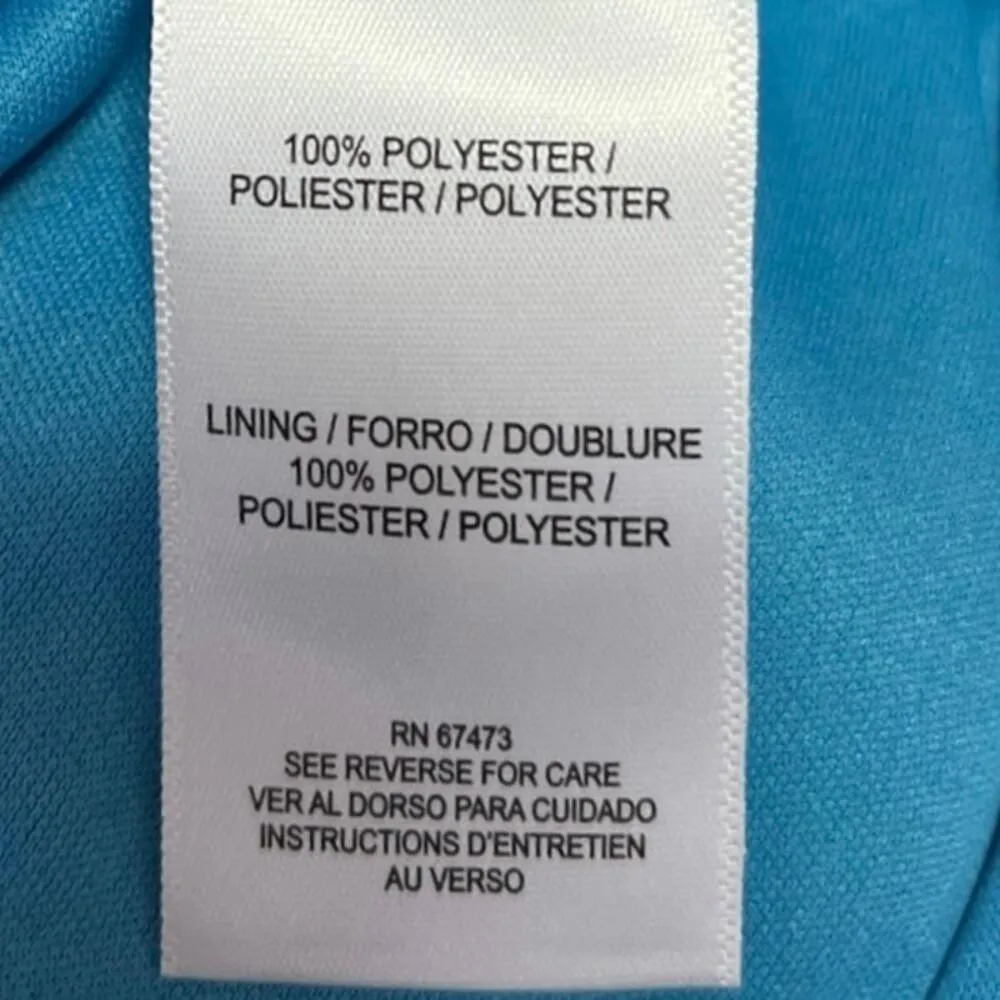 100% POLYESTER /
POLIESTER / POLYESTER
LINING / FORRO / DOUBLURE
100% POLYESTER /
POLIESTER / POLYESTER
RN 67473
SEE REVERSE FOR CARE
VER AL DORSO PARA CUIDADO
INSTRUCTIONS D'ENTRETIEN
AU VERSO